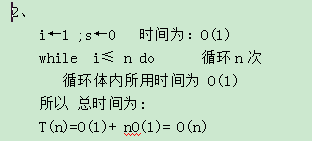 2、
i←1 ;s←0 时间为：O(1)
while i≤ n do 循环n次
循环体内所用时间为 O(1)
所以 总时间为：
T(n)=O(1)+ nO(1)= O(n)